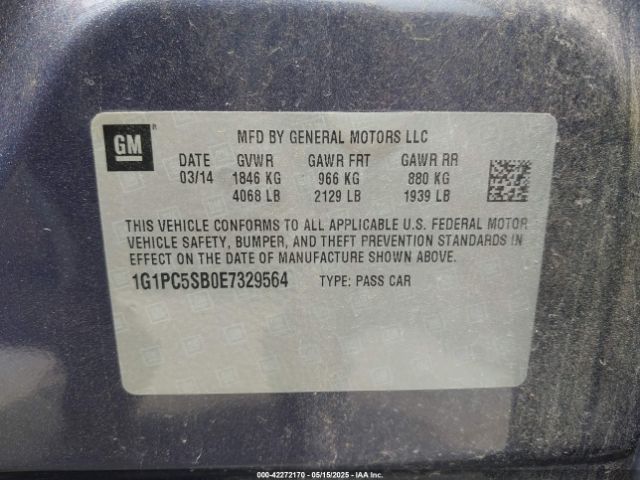 GM
MFD BY GENERAL MOTORS LLC
DATE GVWR GAWR FRT GAWR RR
03/14 1846 KG 966 KG 880 KG
4068 LB 2129 LB 1939 LB
THIS VEHICLE CONFORMS TO ALL APPLICABLE U.S. FEDERAL MOTOR
VEHICLE SAFETY, BUMPER, AND THEFT PREVENTION STANDARDS IN
EFFECT ON THE DATE OF MANUFACTURE SHOWN ABOVE.
1G1PC5SB0E7329564 TYPE: PASS CAR
000-42272170 - 05/15/2025 - IAA Inc.